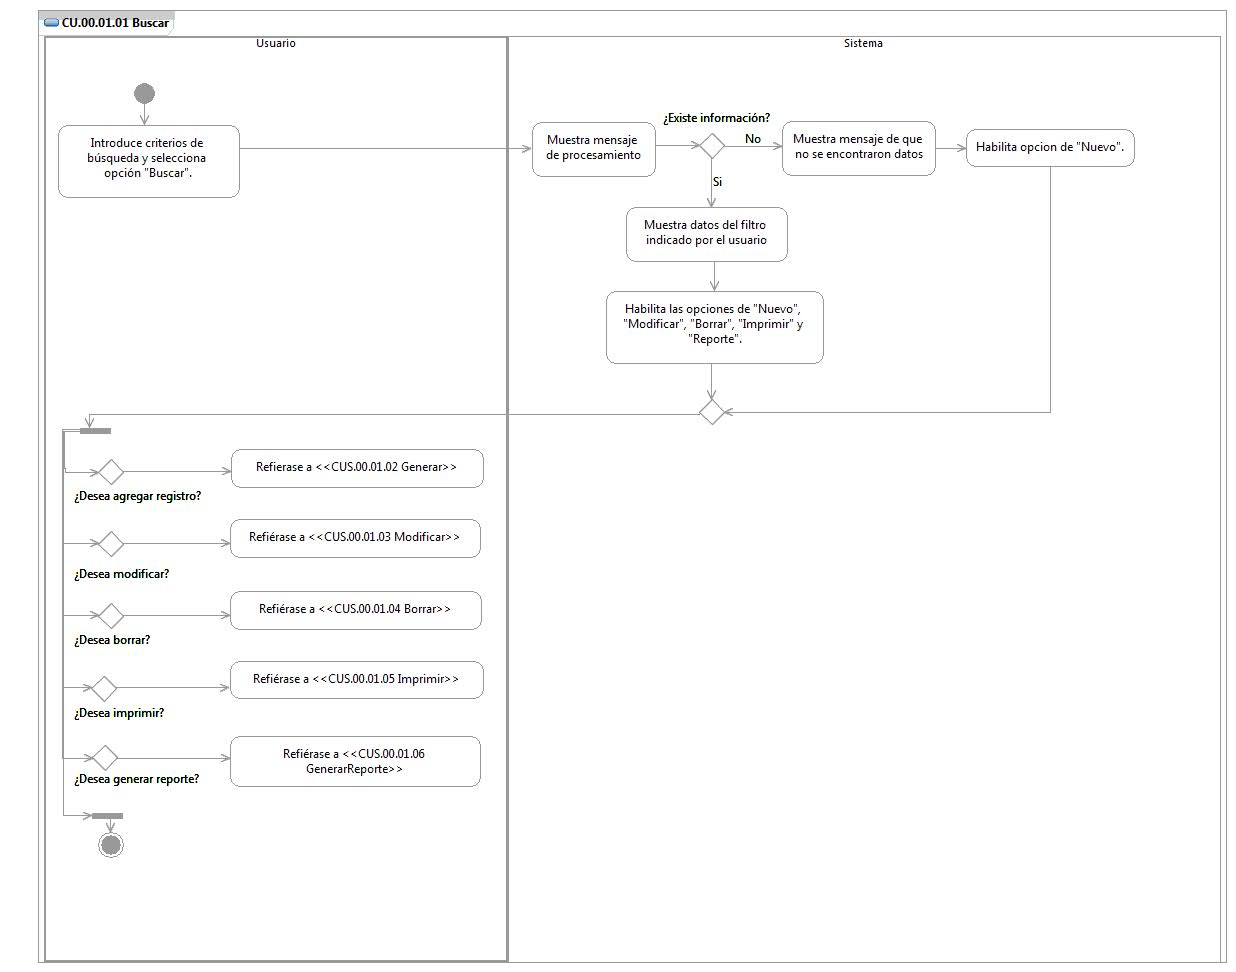 CU.00.01.01 Buscar
Usuario
Sistema
Introduce criterios de
búsqueda y selecciona
opción "Buscar".
Muestra mensaje
de procesamiento
¿Existe información?
No
Muestra mensaje de que
no se encontraron datos
Habilita opcion de "Nuevo".
Si
Muestra datos del filtro
indicado por el usuario
Habilita las opciones de "Nuevo",
"Modificar", "Borrar", "Imprimir" y
"Reporte".
Refierase a <<CUS.00.01.02 Generar>>
¿Desea agregar registro?
Refiérase a <<CUS.00.01.03 Modificar>>
¿Desea modificar?
Refiérase a <<CUS.00.01.04 Borrar>>
¿Desea borrar?
Refiérase a <<CUS.00.01.05 Imprimir>>
¿Desea imprimir?
Refiérase a <<CUS.00.01.06
GenerarReporte>>
¿Desea generar reporte?